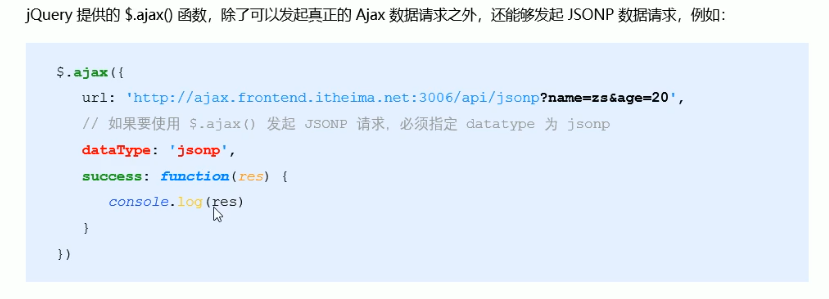 jQuery 提供的 $.ajax() 函数，除了可以发起真正的 Ajax 数据请求之外，还能够发起 JSONP 数据请求，例如：
$.ajax({
url: 'http://ajax.frontend.itheima.net:3006/api/jsonp?name=zs&age=20',
// 如果要使用 $.ajax() 发起 JSONP 请求，必须指定 datatype 为 jsonp
dataType: 'jsonp',
success: function(res) {
console.log(res)
}
})